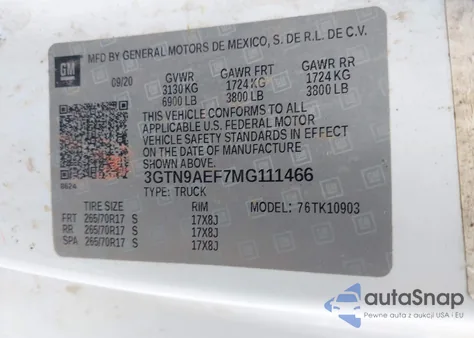 GM
MFD BY GENERAL MOTORS DE MEXICO, S. DE R.L. DE C.V.
09/20 GVWR GAWR FRT GAWR RR
3130 KG 1724 KG 1724 KG
6900 LB 3800 LB 3800 LB
THIS VEHICLE CONFORMS TO ALL
APPLICABLE U.S. FEDERAL MOTOR
VEHICLE SAFETY STANDARDS IN EFFECT
ON THE DATE OF MANUFACTURE
SHOWN ABOVE.
3GTN9AEF7MG111466
TYPE: TRUCK
0624
TIRE SIZE RIM MODEL: 76TK10903
FRT 265/70R17 S 17X8J
RR 265/70R17 S 17X8J
SPA 265/70R17 S 17X8J
autoSnap
Pewne auta z aukcji USA i EU